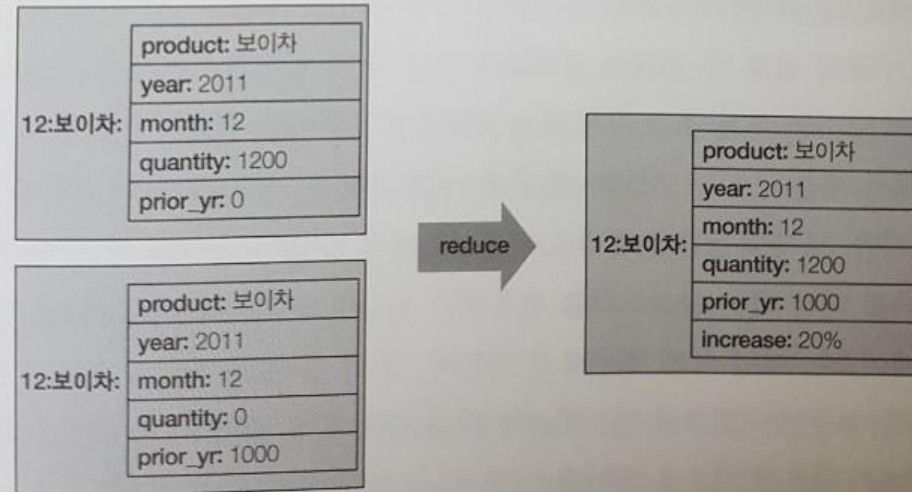 product: 보이차
year: 2011
12:보이차:
month: 12
quantity: 1200
prior_yr: 0
product: 보이차
year: 2011
12:보이차:
month: 12
quantity: 0
prior_yr: 1000
reduce
product: 보이차
year: 2011
month: 12
12:보이차:
quantity: 1200
prior_yr: 1000
increase: 20%